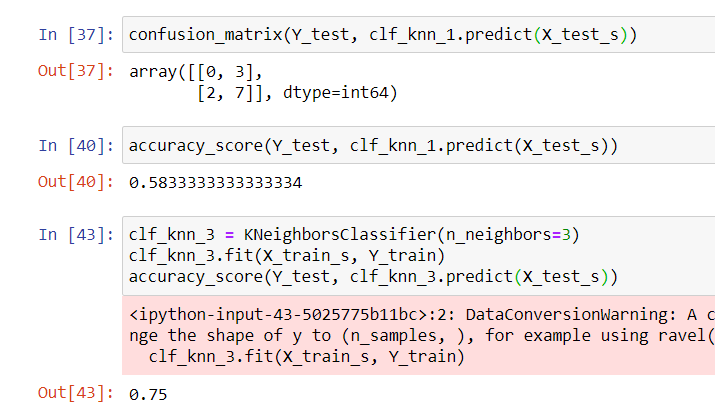 In [37]: confusion_matrix(Y_test, clf_knn_1.predict(X_test_s))
Out[37]: array([[0, 3],
[2, 7]], dtype=int64)
In [40]: accuracy_score(Y_test, clf_knn_1.predict(X_test_s))
Out[40]: 0.5833333333333334
In [43]: clf_knn_3 = KNeighborsClassifier(n_neighbors=3)
clf_knn_3.fit(X_train_s, Y_train)
accuracy_score(Y_test, clf_knn_3.predict(X_test_s))
<ipython-input-43-5025775b11bc>:2: DataConversionWarning: A c
nge the shape of y to (n_samples, ), for example using ravel(
clf_knn_3.fit(X_train_s, Y_train)
Out[43]: 0.75